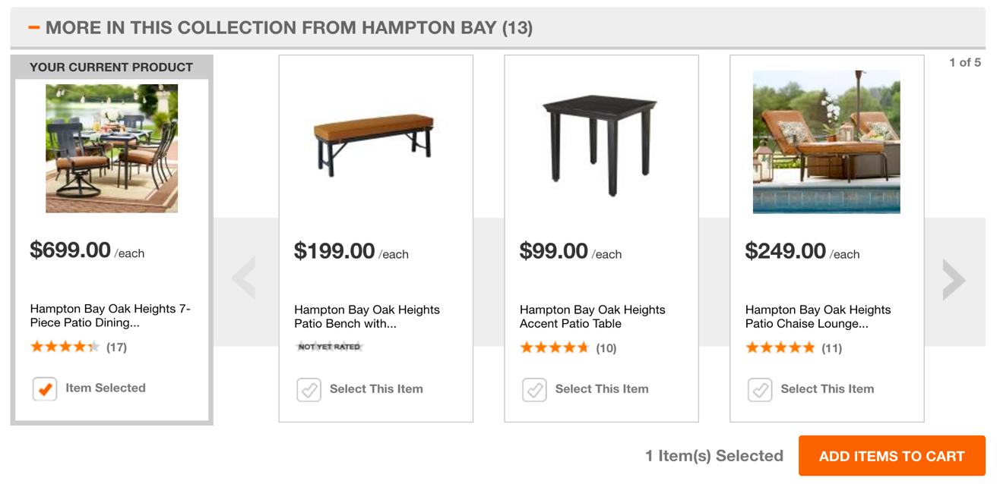 MORE IN THIS COLLECTION FROM HAMPTON BAY (13)
YOUR CURRENT PRODUCT
$699.00 /each
Hampton Bay Oak Heights 7-
Piece Patio Dining...
(17)
Item Selected
$199.00 /each
Hampton Bay Oak Heights
Patio Bench with...
NOT YET RATED
Select This Item
$99.00 /each
Hampton Bay Oak Heights
Accent Patio Table
(10)
Select This Item
$249.00 /each
Hampton Bay Oak Heights
Patio Chaise Lounge...
(11)
Select This Item
1 of 5
1 Item(s) Selected
ADD ITEMS TO CART